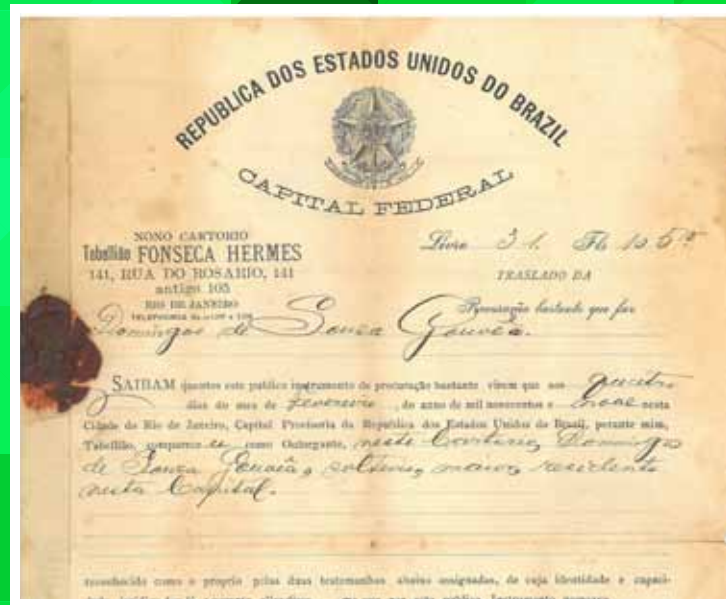 REPUBLICA DOS ESTADOS UNIDOS DO BRAZIL
CAPITAL FEDERAL
NONO CARTORIO
Tabellião FONSECA HERMES
141, RUA DO ROSARIO, 141
antigo 105
RIO DE JANEIRO
Livro 31 Fls
TRASLADO DA
Procuração bastante que faz
Domingos de Souza Gouvêa.
SAIBAM quantos este publico instrumento de procuração bastante virem que aos quatro
dias do mez de Fevereiro, do anno de mil novecentos e nove nesta
Cidade do Rio de Janeiro, Capital Provisoria da Republica dos Estados Unidos do Brazil, perante mim,
Tabellião, comparece u como Outorgante, neste Cartorio, Domingos
de Souza Gouvêa, solteiro, maior, residente
nesta Capital.
reconhecido como o proprio pelas duas testemunhas abaixo assignadas, de cuja identidade e capaci-